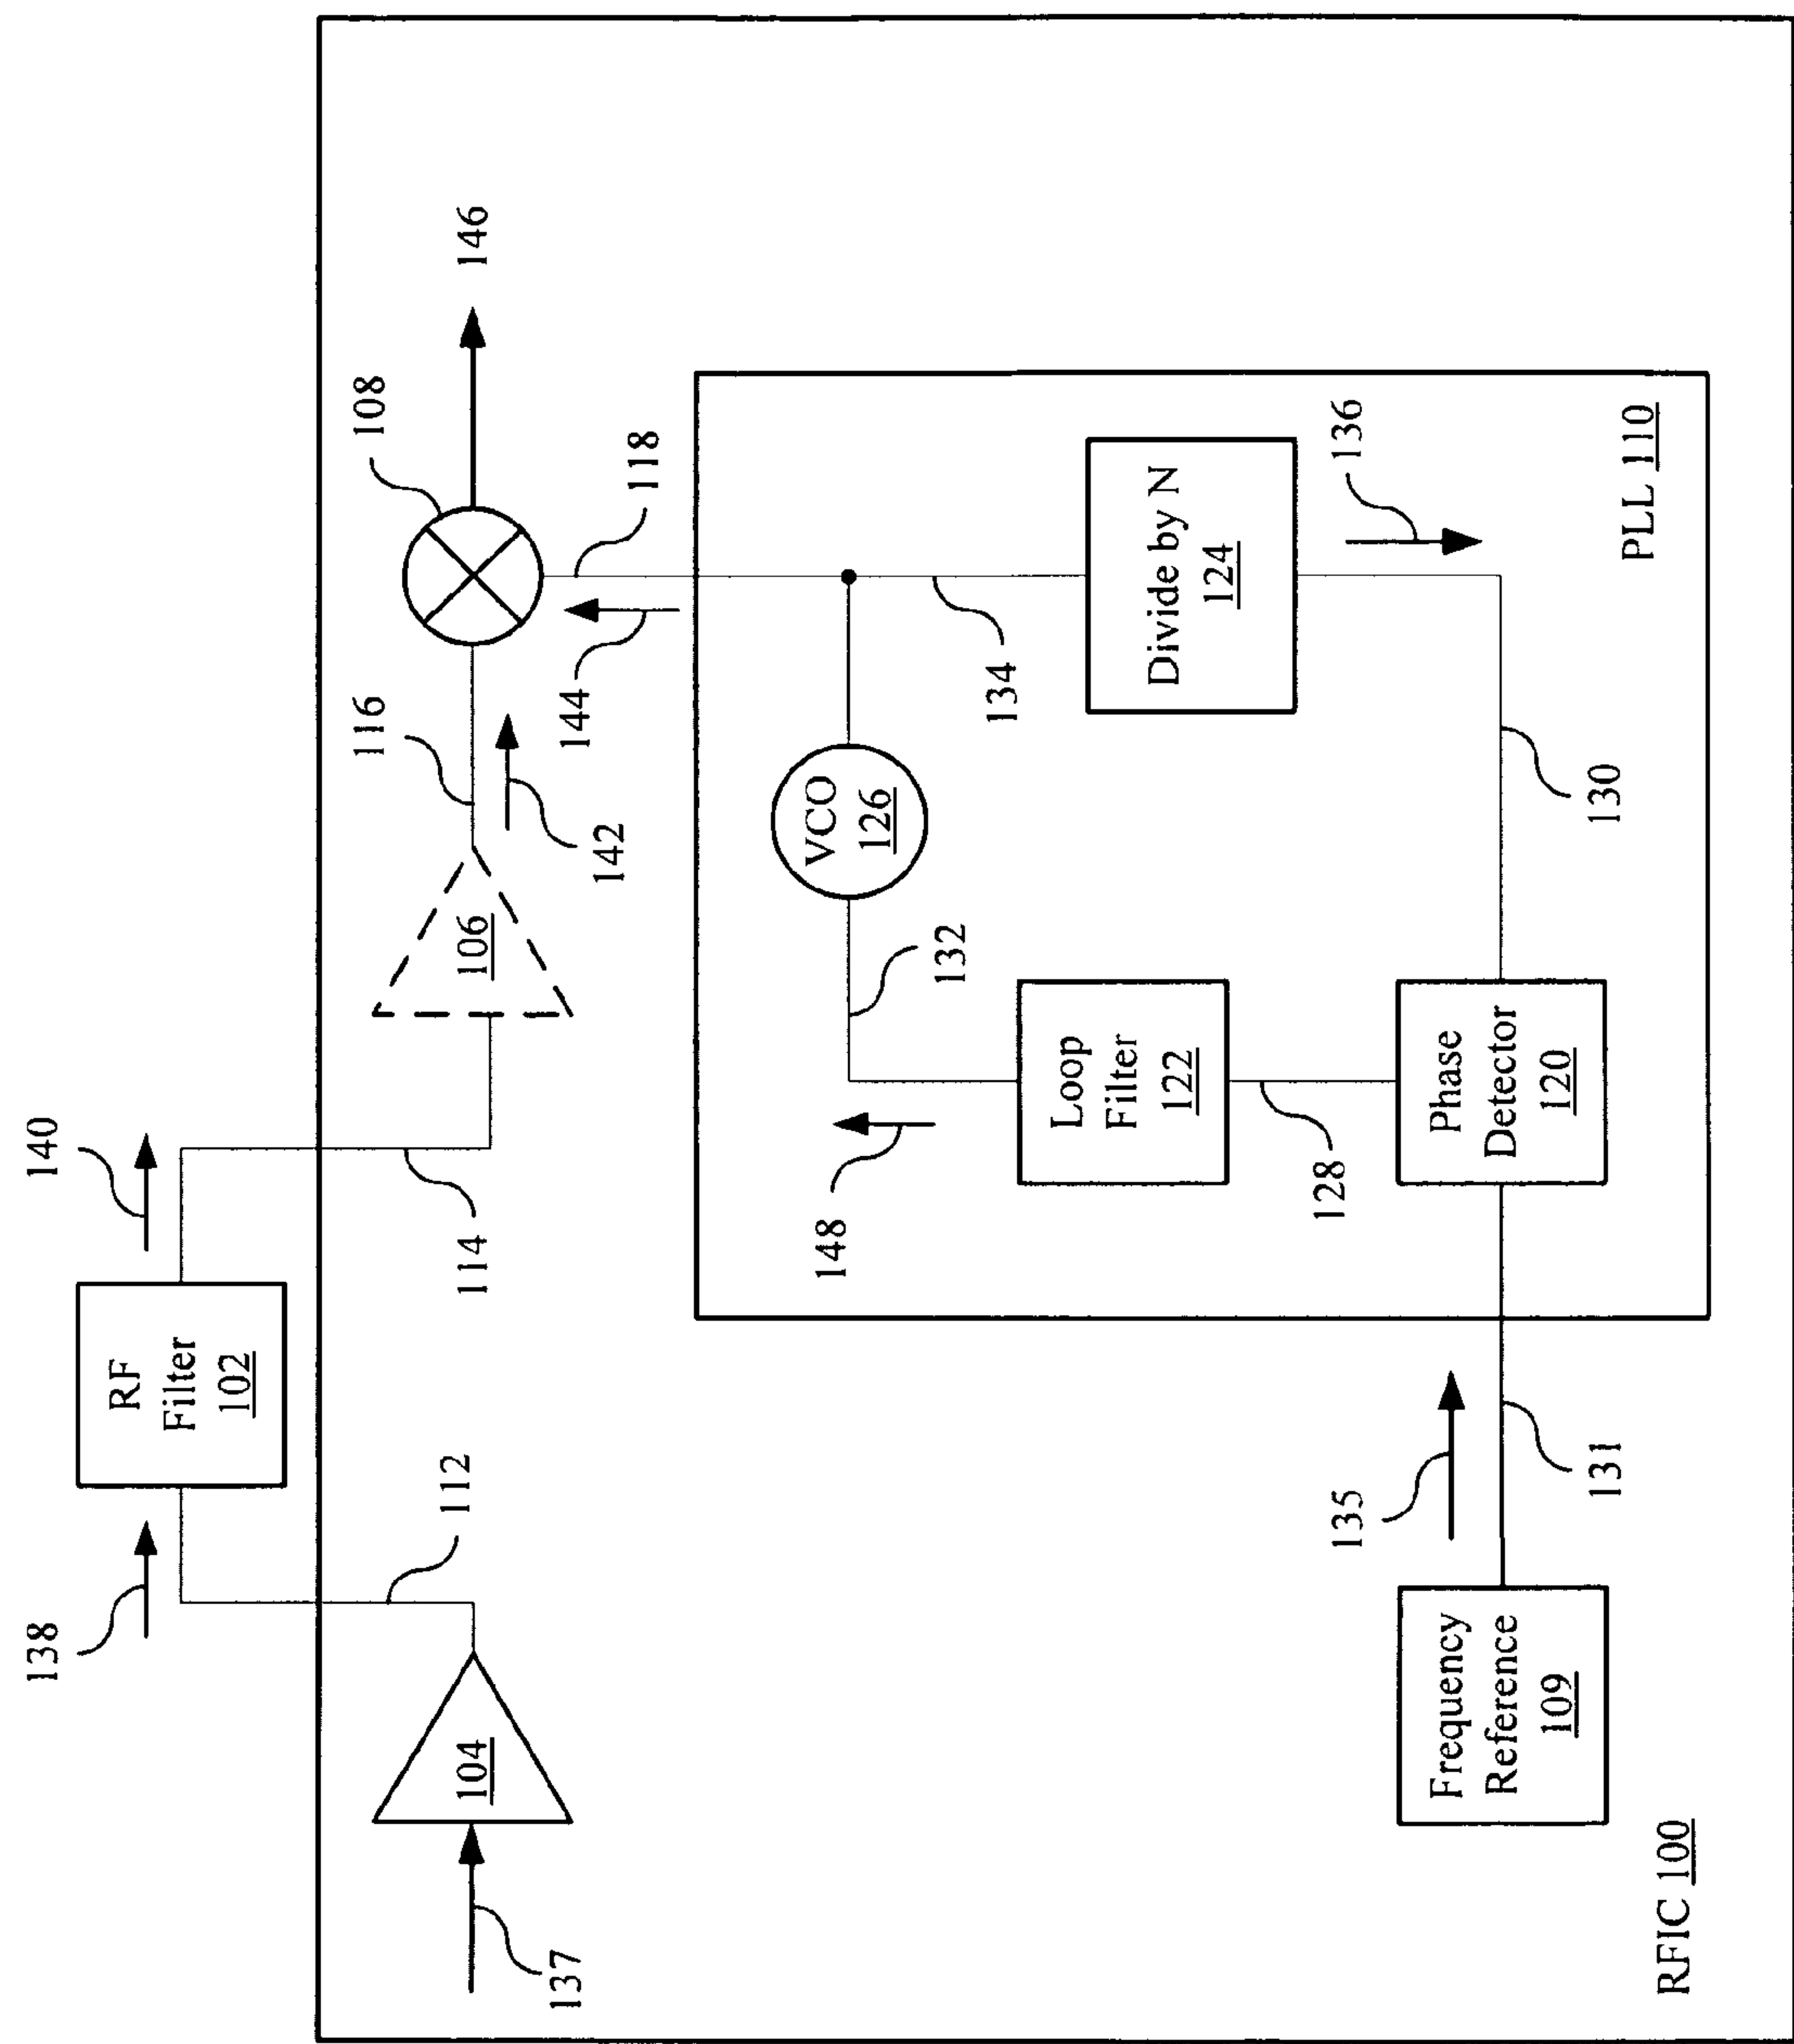 138
RF
Filter
102
140
112
114
137
104
106
116
142
108
146
144
118
148
132
VCO
126
134
Loop
Filter
122
Divide by N
124
128
136
135
Frequency
Reference
109
131
Phase
Detector
120
130
PLL 110
RFIC 100